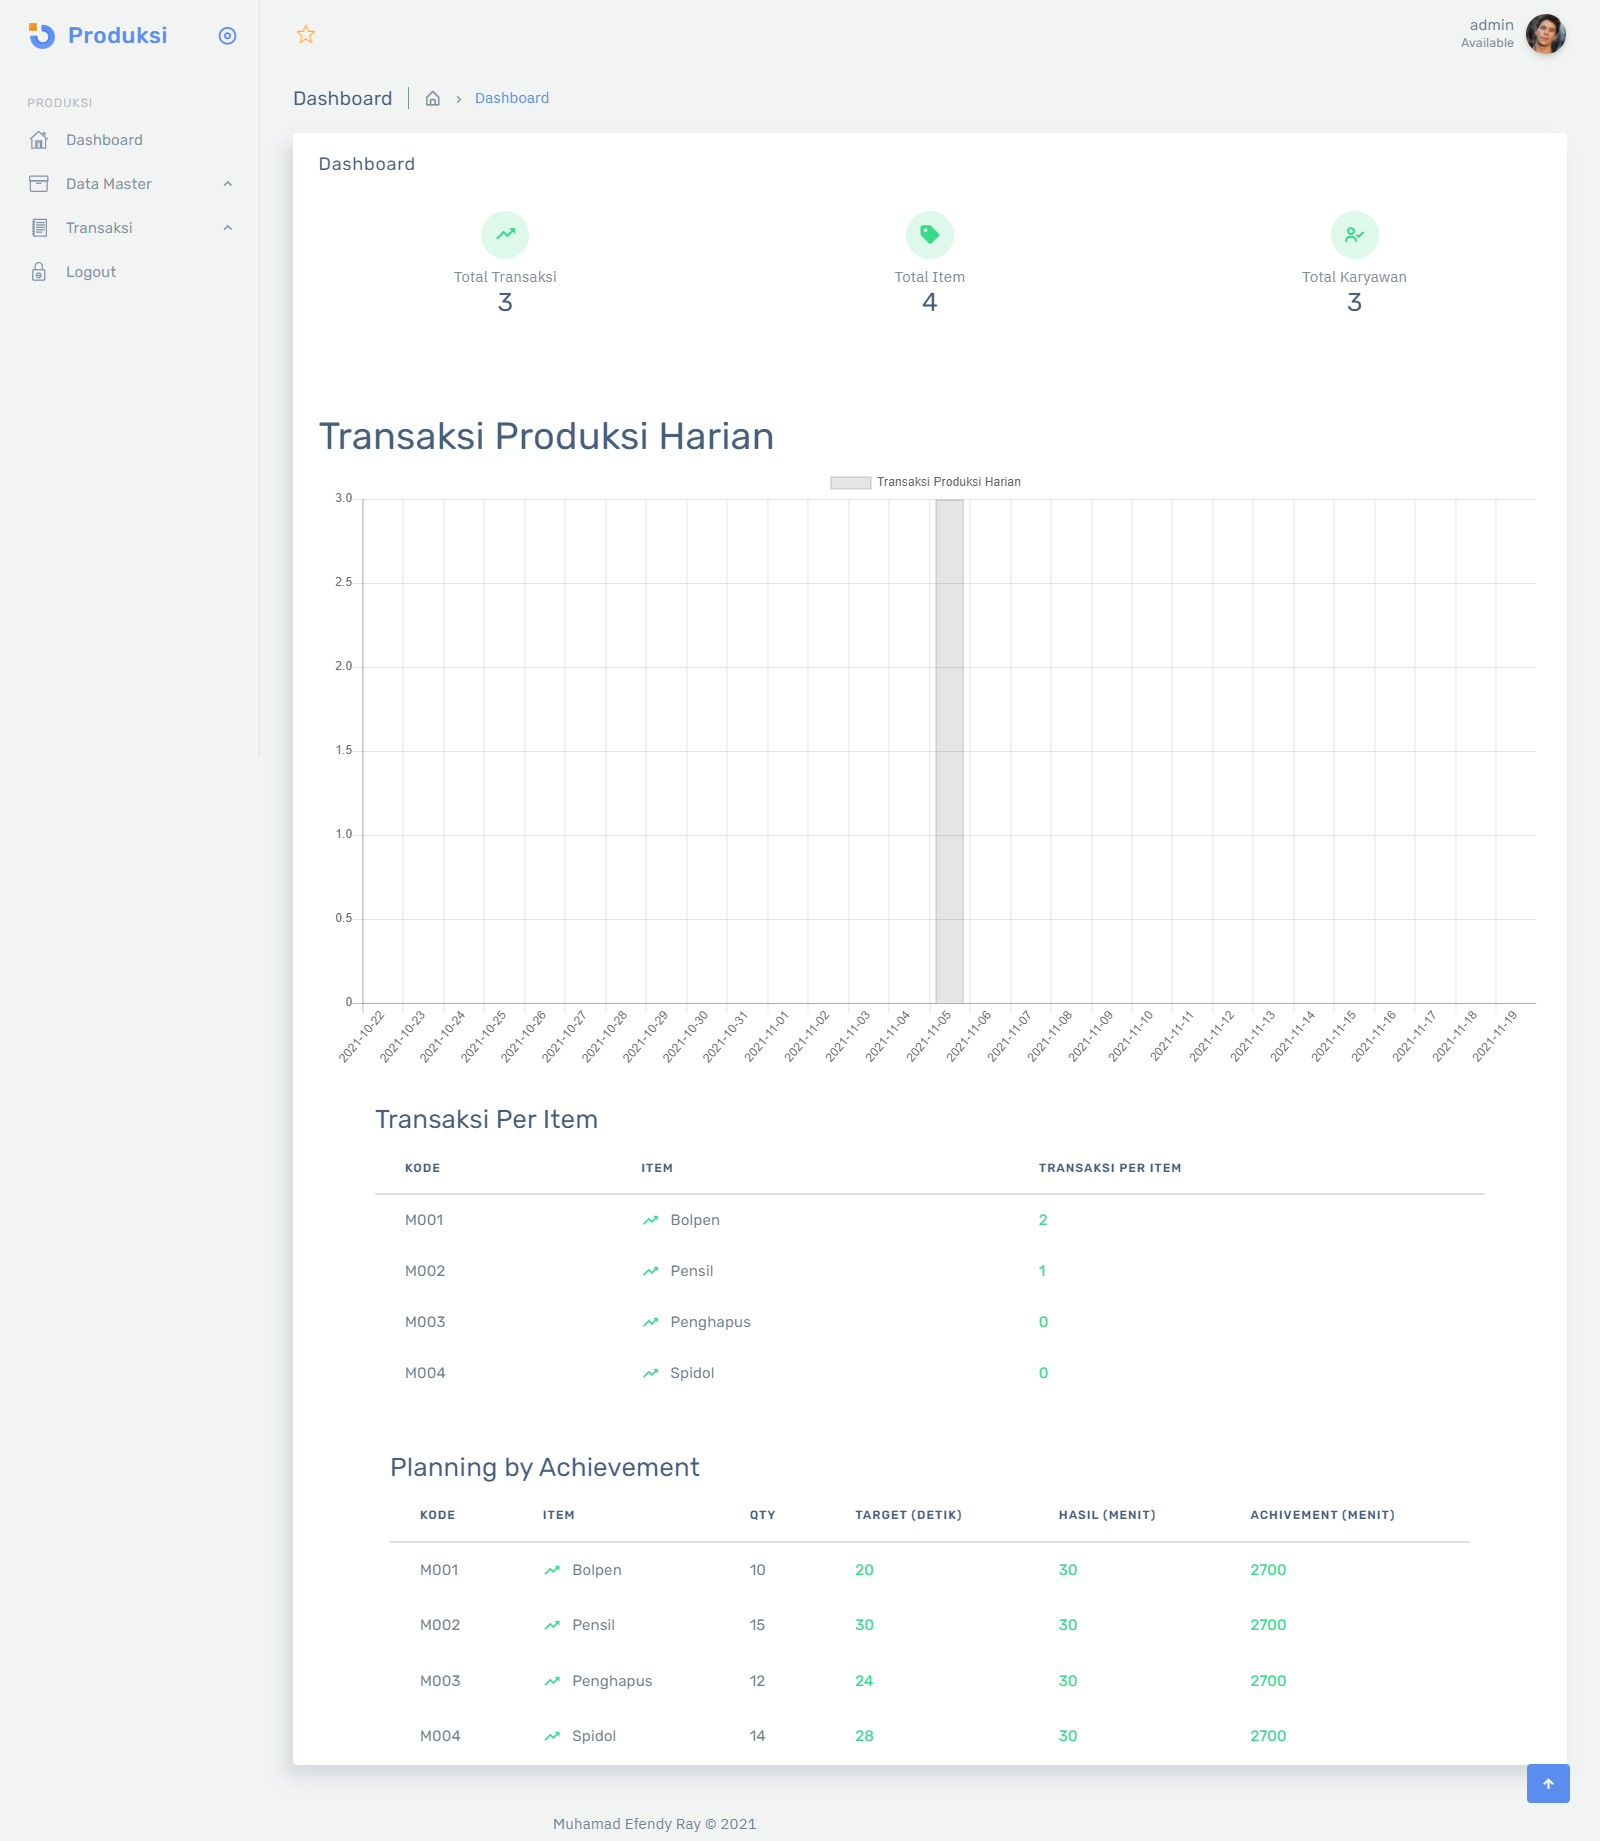 Produksi
admin
Available
PRODUKSI
Dashboard
Data Master
Transaksi
Logout
Dashboard
Dashboard
Dashboard
Total Transaksi
3
Total Item
4
Total Karyawan
3
Transaksi Produksi Harian
Transaksi Produksi Harian
3.0
2.5
2.0
1.5
1.0
0.5
0
2021-10-22 2021-10-23 2021-10-24 2021-10-25 2021-10-26 2021-10-27 2021-10-28 2021-10-29 2021-10-30 2021-10-31 2021-11-01 2021-11-02 2021-11-03 2021-11-04 2021-11-05 2021-11-06 2021-11-07 2021-11-08 2021-11-09 2021-11-10 2021-11-11 2021-11-12 2021-11-13 2021-11-14 2021-11-15 2021-11-16 2021-11-17 2021-11-18 2021-11-19
Transaksi Per Item
KODE ITEM TRANSAKSI PER ITEM
M001 Bolpen 2
M002 Pensil 1
M003 Penghapus 0
M004 Spidol 0
Planning by Achievement
KODE ITEM QTY TARGET (DETIK) HASIL (MENIT) ACHIVEMENT (MENIT)
M001 Bolpen 10 20 30 2700
M002 Pensil 15 30 30 2700
M003 Penghapus 12 24 30 2700
M004 Spidol 14 28 30 2700
Muhamad Efendy Ray © 2021